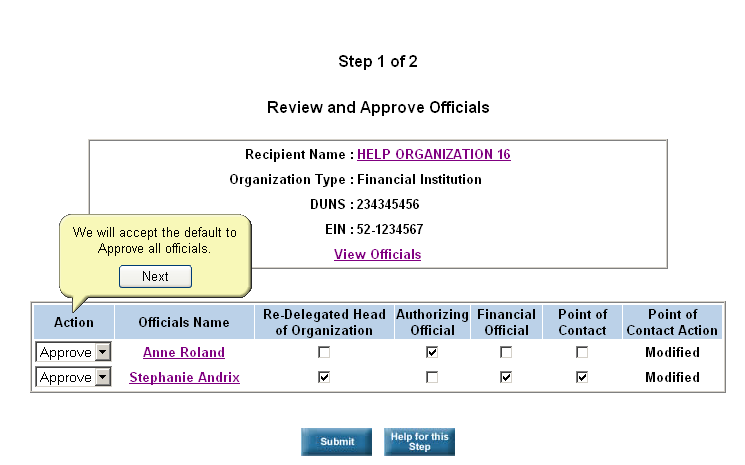 Step 1 of 2
Review and Approve Officials
Recipient Name : HELP ORGANIZATION 16
Organization Type : Financial Institution
DUNS : 234345456
EIN : 52-1234567
View Officials
We will accept the default to
Approve all officials.
Next
Action Officials Name Re-Delegated Head of Organization Authorizing Official Financial Official Point of Contact Point of Contact Action
Approve Anne Roland Modified
Approve Stephanie Andrix Modified
Submit
Help for this
Step